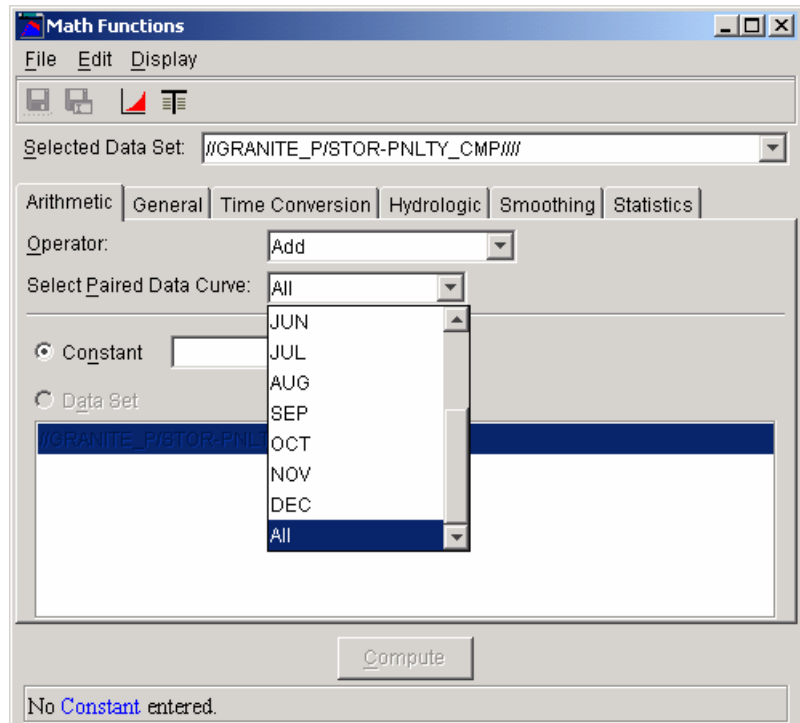 Math Functions
File Edit Display
Selected Data Set: //GRANITE_P/STOR-PNLTY_CMP////
Arithmetic General Time Conversion Hydrologic Smoothing Statistics
Operator: Add
Select Paired Data Curve: All
JUN
JUL
AUG
SEP
OCT
NOV
DEC
All
Constant
Data Set
//GRANITE_P/STOR-PNLT
Compute
No Constant entered.